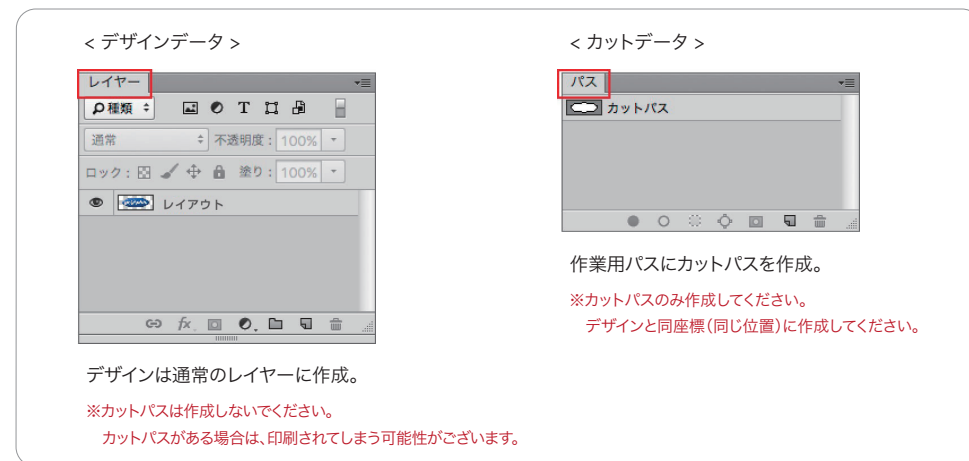 < デザインデータ >
レイヤー
種類
T
通常
不透明度：100%
ロック：
塗り：100%
レイアウト
fx
デザインは通常のレイヤーに作成。
※カットパスは作成しないでください。
カットパスがある場合は、印刷されてしまう可能性がございます。
< カットデータ >
パス
カットパス
作業用パスにカットパスを作成。
※カットパスのみ作成してください。
デザインと同座標（同じ位置）に作成してください。